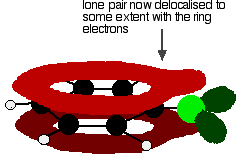 lone pair now delocalised to
some extent with the ring
electrons